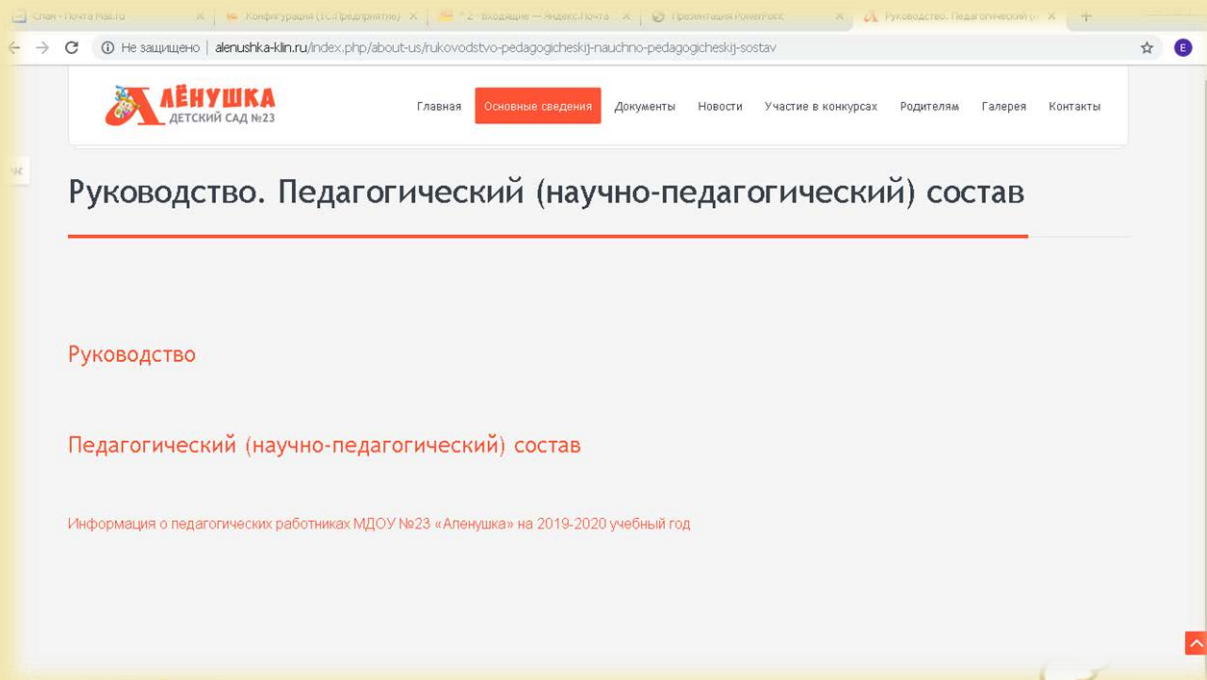 Спам - Почта Mail.ru
Конфигурация (1С:Предприятие)
2 · Входящие — Яндекс.Почта
Презентация PowerPoint
Руководство. Педагогический (
Не защищено | alenushka-klin.ru/index.php/about-us/rukovodstvo-pedagogicheskij-nauchno-pedagogicheskij-sostav
E
АЛЁНУШКА
ДЕТСКИЙ САД №23
Главная Основные сведения Документы Новости Участие в конкурсах Родителям Галерея Контакты
Руководство. Педагогический (научно-педагогический) состав
Руководство
Педагогический (научно-педагогический) состав
Информация о педагогических работниках МДОУ №23 «Аленушка» на 2019-2020 учебный год